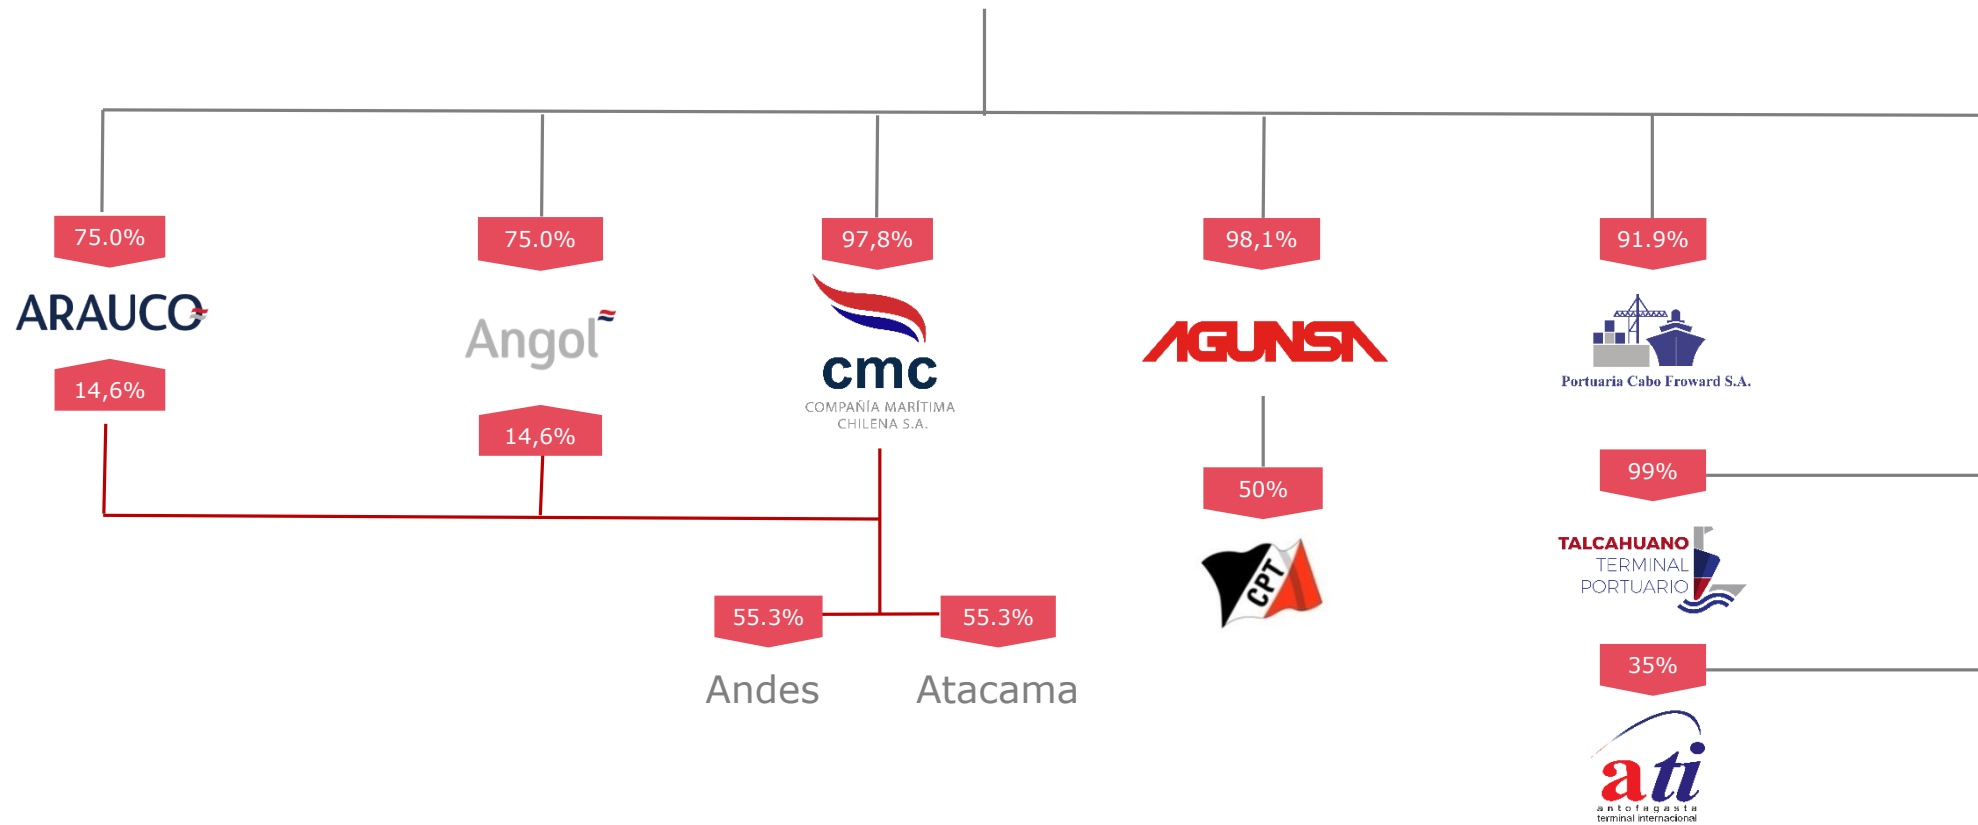 75.0%
75.0%
97,8%
98,1%
91.9%
ARAUCO
Angol
cmc
COMPAÑÍA MARÍTIMA
CHILENA S.A.
AGUNSA
Portuaria Cabo Froward S.A.
14,6%
14,6%
50%
99%
CPT
TALCAHUANO
TERMINAL
PORTUARIO
55.3%
55.3%
35%
Andes
Atacama
ati
antofagasta
terminal internacional